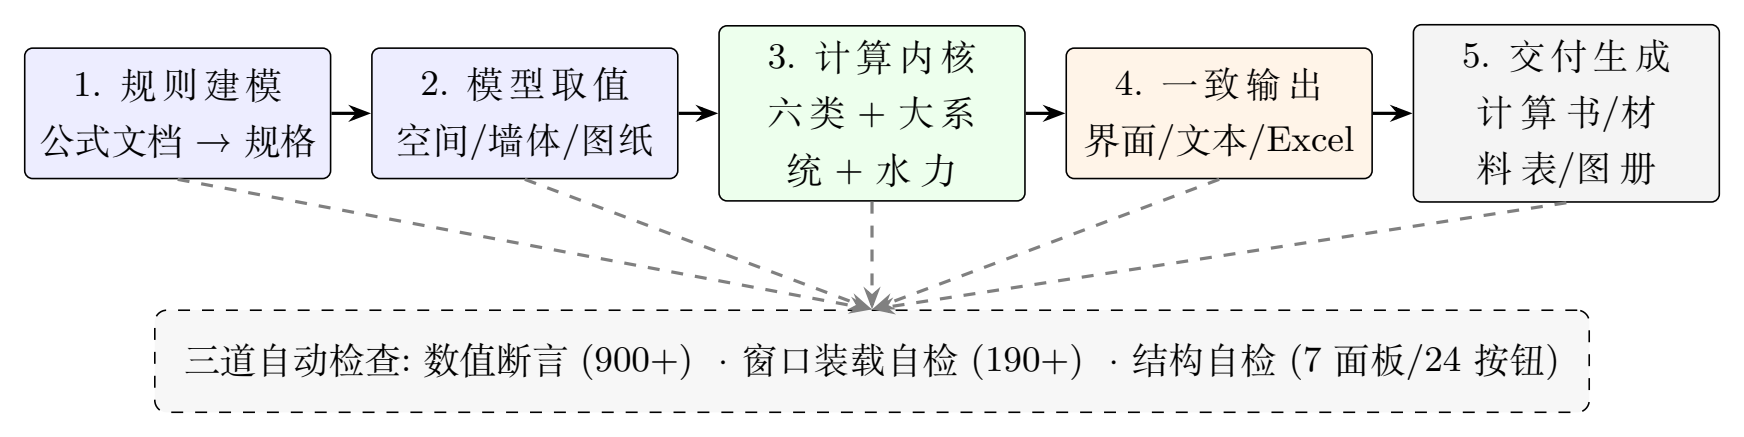 1. 规则建模
公式文档 → 规格
2. 模型取值
空间/墙体/图纸
3. 计算内核
六类 + 大系
统 + 水力
4. 一致输出
界面/文本/Excel
5. 交付生成
计算书/材
料表/图册
三道自动检查: 数值断言 (900+) · 窗口装载自检 (190+) · 结构自检 (7 面板/24 按钮)